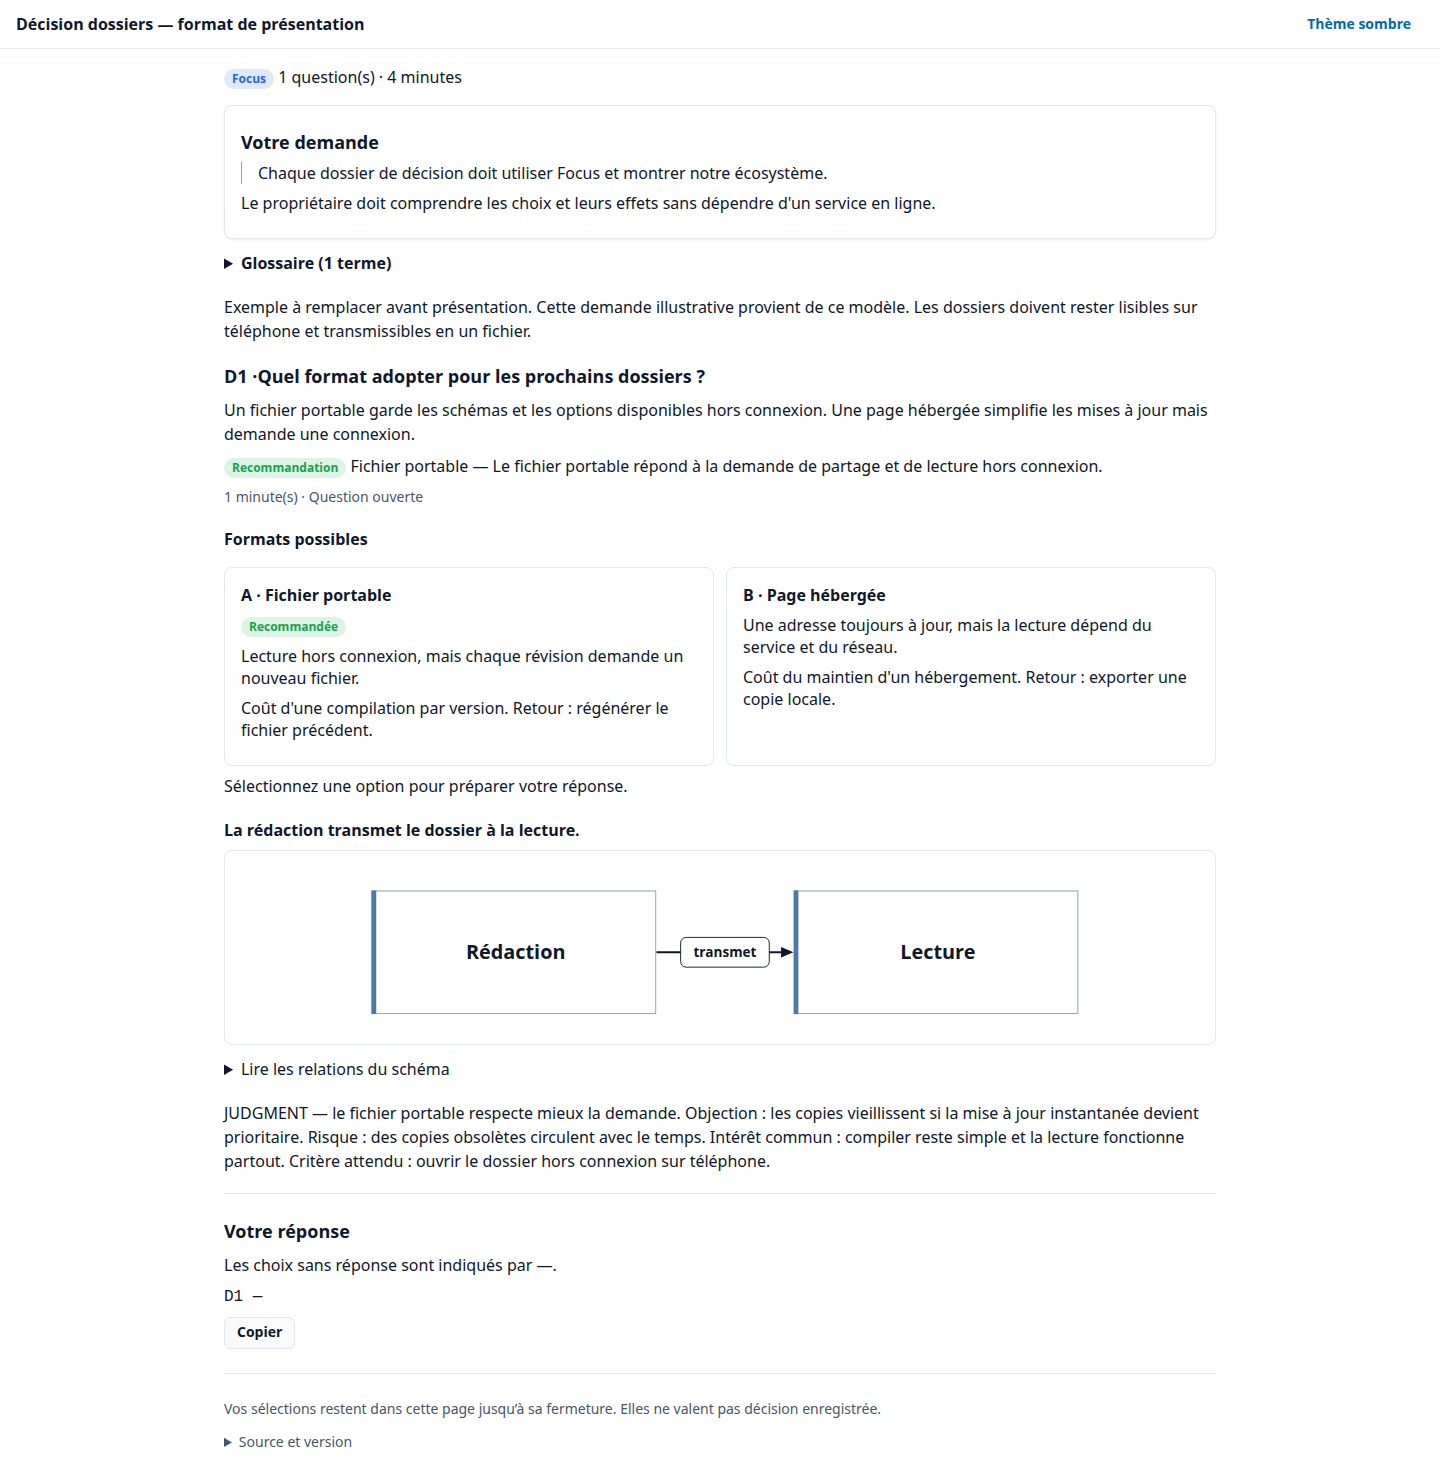 Décision dossiers — format de présentation
Thème sombre
Focus 1 question(s) · 4 minutes
Votre demande
Chaque dossier de décision doit utiliser Focus et montrer notre écosystème.
Le propriétaire doit comprendre les choix et leurs effets sans dépendre d'un service en ligne.
Glossaire (1 terme)
Exemple à remplacer avant présentation. Cette demande illustrative provient de ce modèle. Les dossiers doivent rester lisibles sur
téléphone et transmissibles en un fichier.
D1 ·Quel format adopter pour les prochains dossiers ?
Un fichier portable garde les schémas et les options disponibles hors connexion. Une page hébergée simplifie les mises à jour mais
demande une connexion.
Recommandation Fichier portable — Le fichier portable répond à la demande de partage et de lecture hors connexion.
1 minute(s) · Question ouverte
Formats possibles
A · Fichier portable
Recommandée
Lecture hors connexion, mais chaque révision demande un
nouveau fichier.
Coût d'une compilation par version. Retour : régénérer le
fichier précédent.
B · Page hébergée
Une adresse toujours à jour, mais la lecture dépend du
service et du réseau.
Coût du maintien d'un hébergement. Retour : exporter une
copie locale.
Sélectionnez une option pour préparer votre réponse.
La rédaction transmet le dossier à la lecture.
Rédaction
transmet
Lecture
Lire les relations du schéma
JUDGMENT — le fichier portable respecte mieux la demande. Objection : les copies vieillissent si la mise à jour instantanée devient
prioritaire. Risque : des copies obsolètes circulent avec le temps. Intérêt commun : compiler reste simple et la lecture fonctionne
partout. Critère attendu : ouvrir le dossier hors connexion sur téléphone.
Votre réponse
Les choix sans réponse sont indiqués par —.
D1 —
Copier
Vos sélections restent dans cette page jusqu’à sa fermeture. Elles ne valent pas décision enregistrée.
Source et version